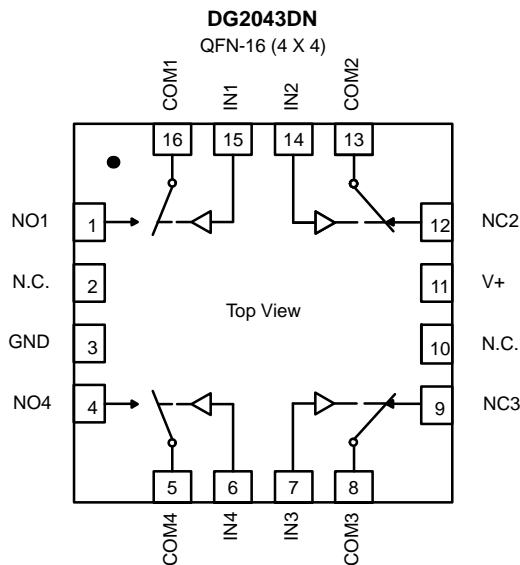 DG2043DN
QFN-16 (4 X 4)
COM1
IN1
IN2
COM2
16
15
14
13
NO1
1
12
NC2
N.C.
2
11
V+
Top View
GND
3
10
N.C.
NO4
4
9
NC3
5
6
7
8
COM4
IN4
IN3
COM3